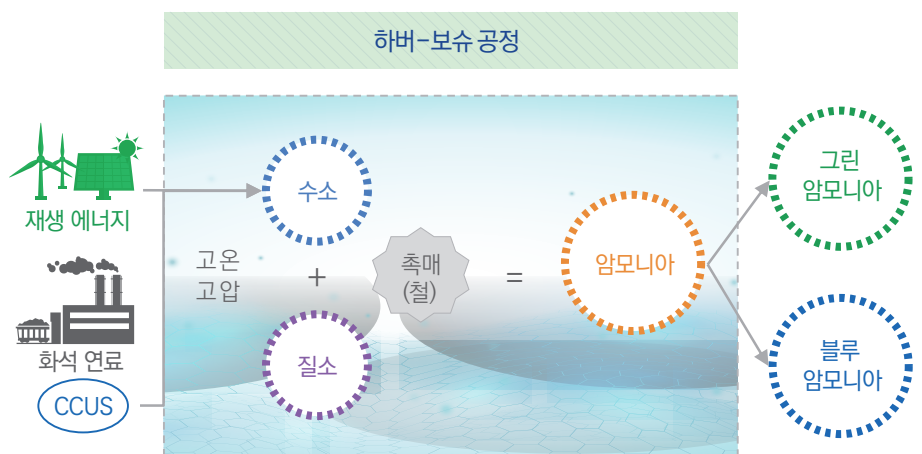 하버-보슈 공정
재생 에너지
화석 연료
CCUS
고온
고압
수소
+
질소
촉매
(철)
=
암모니아
그린
암모니아
블루
암모니아